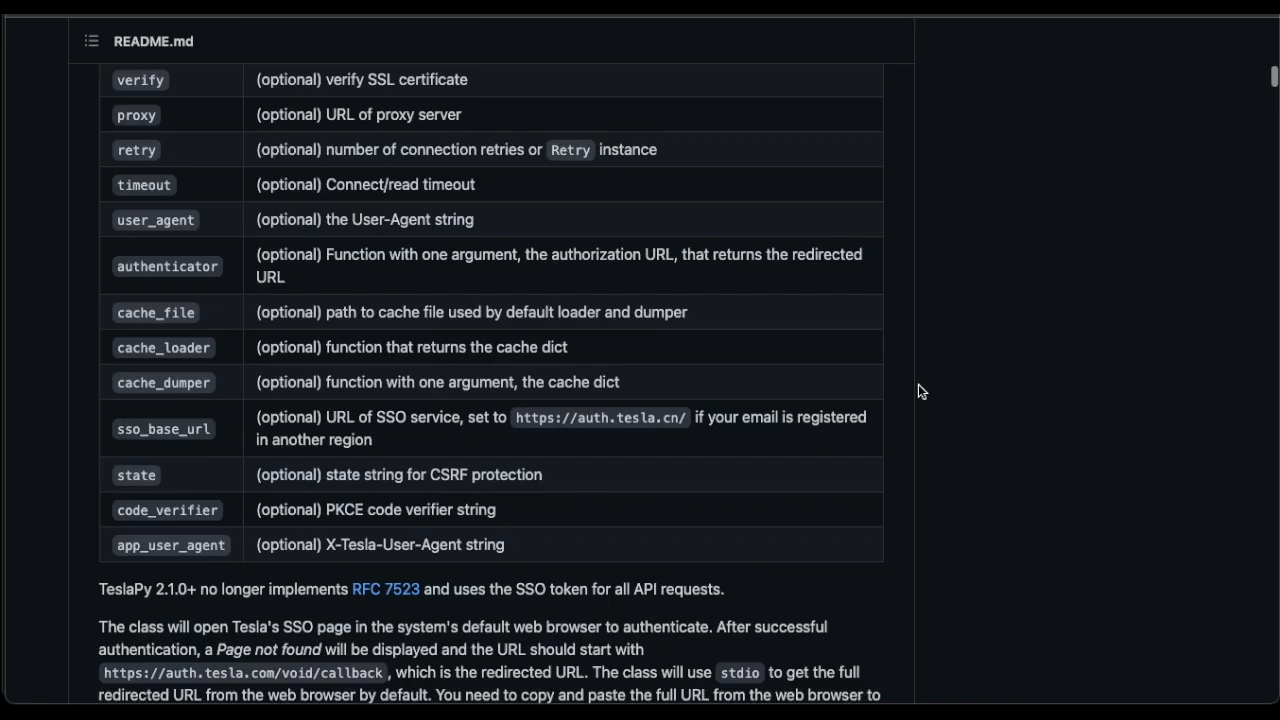 README.md
verify (optional) verify SSL certificate
proxy (optional) URL of proxy server
retry (optional) number of connection retries or Retry instance
timeout (optional) Connect/read timeout
user_agent (optional) the User-Agent string
authenticator (optional) Function with one argument, the authorization URL, that returns the redirected
URL
cache_file (optional) path to cache file used by default loader and dumper
cache_loader (optional) function that returns the cache dict
cache_dumper (optional) function with one argument, the cache dict
sso_base_url (optional) URL of SSO service, set to https://auth.tesla.cn/ if your email is registered
in another region
state (optional) state string for CSRF protection
code_verifier (optional) PKCE code verifier string
app_user_agent (optional) X-Tesla-User-Agent string
TeslaPy 2.1.0+ no longer implements RFC 7523 and uses the SSO token for all API requests.
The class will open Tesla's SSO page in the system's default web browser to authenticate. After successful
authentication, a Page not found will be displayed and the URL should start with
https://auth.tesla.com/void/callback, which is the redirected URL. The class will use stdio to get the full
redirected URL from the web browser by default. You need to copy and paste the full URL from the web browser to